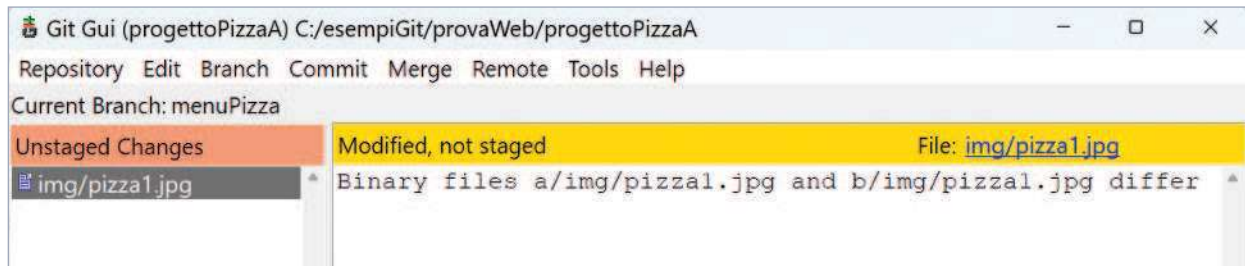 Git Gui (progettoPizzaA) C:/esempiGit/provaWeb/progettoPizzaA
Repository Edit Branch Commit Merge Remote Tools Help
Current Branch: menuPizza
Unstaged Changes
Modified, not staged File: img/pizza1.jpg
img/pizza1.jpg
Binary files a/img/pizza1.jpg and b/img/pizza1.jpg differ